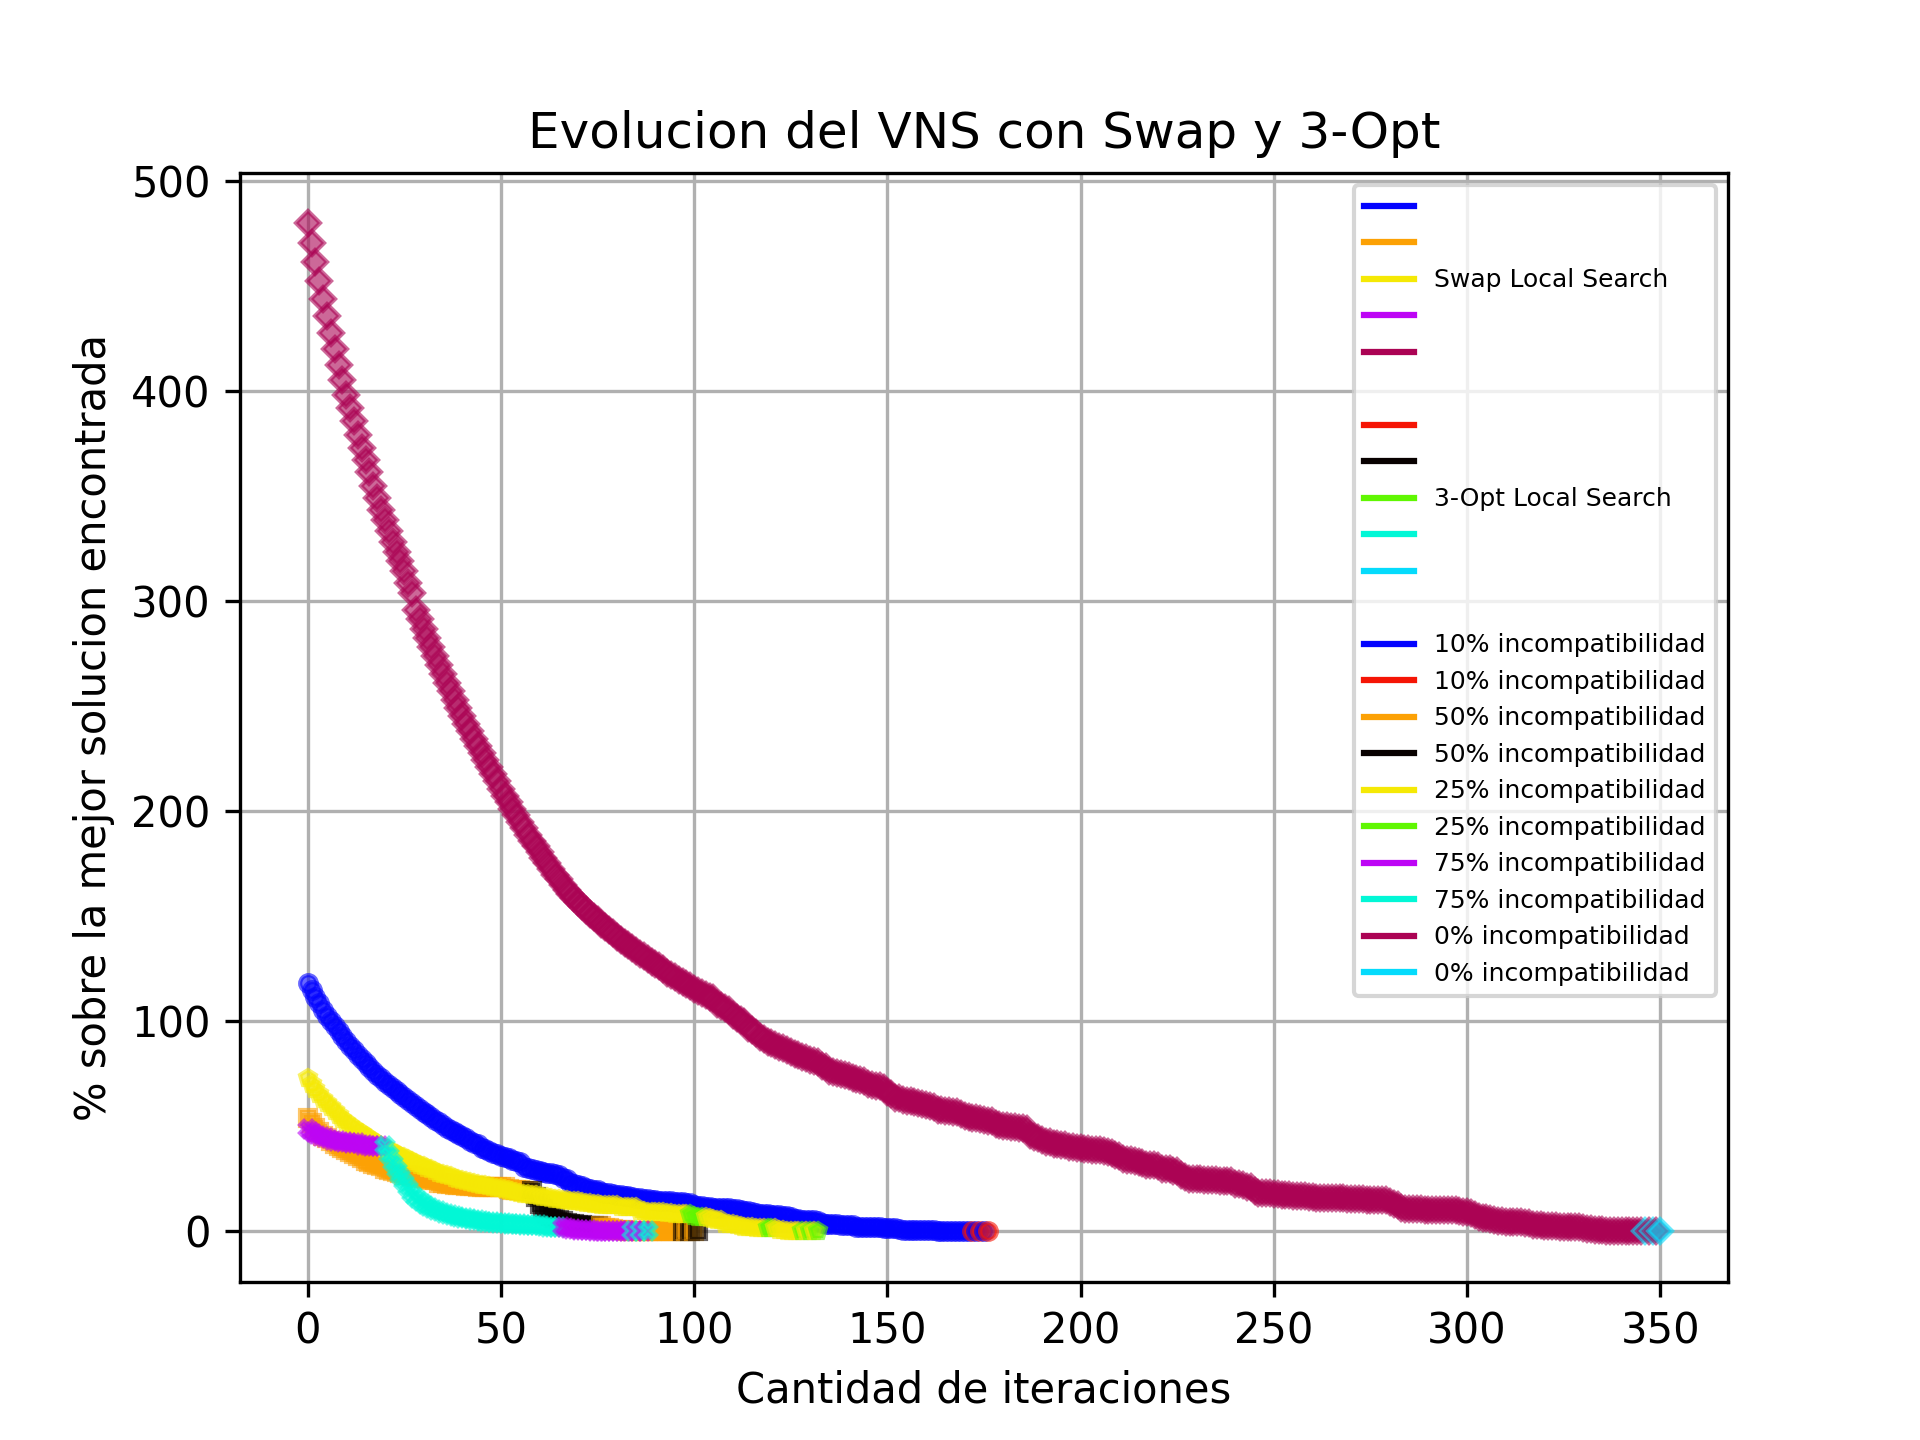 Evolucion del VNS con Swap y 3-Opt
% sobre la mejor solucion encontrada
500
400
300
200
100
0
Swap Local Search
3-Opt Local Search
10% incompatibilidad
10% incompatibilidad
50% incompatibilidad
50% incompatibilidad
25% incompatibilidad
25% incompatibilidad
75% incompatibilidad
75% incompatibilidad
0% incompatibilidad
0% incompatibilidad
0 50 100 150 200 250 300 350
Cantidad de iteraciones